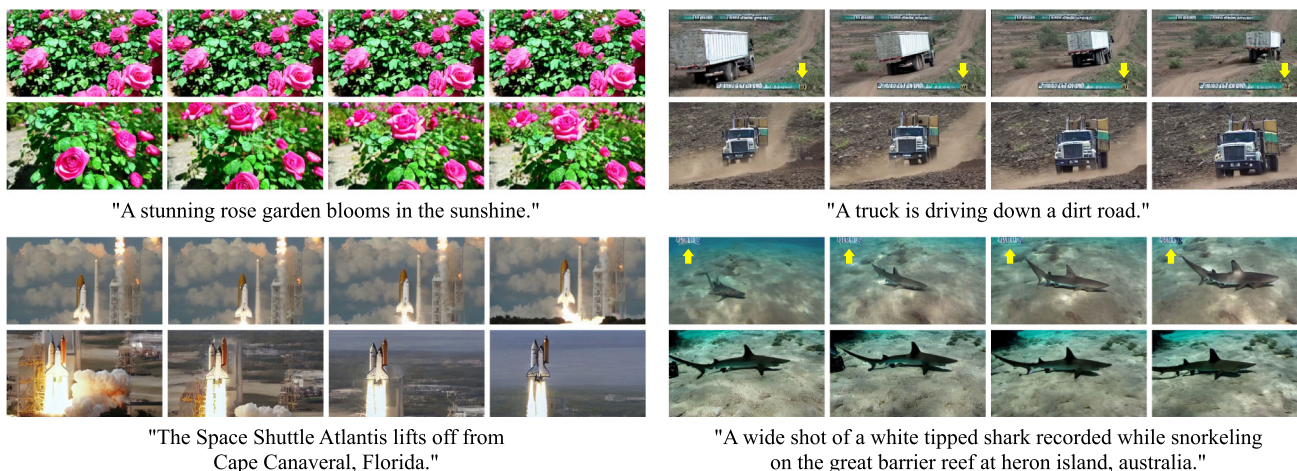 "A stunning rose garden blooms in the sunshine."
"A truck is driving down a dirt road."
"The Space Shuttle Atlantis lifts off from
Cape Canaveral, Florida."
"A wide shot of a white tipped shark recorded while snorkeling
on the great barrier reef at heron island, australia."